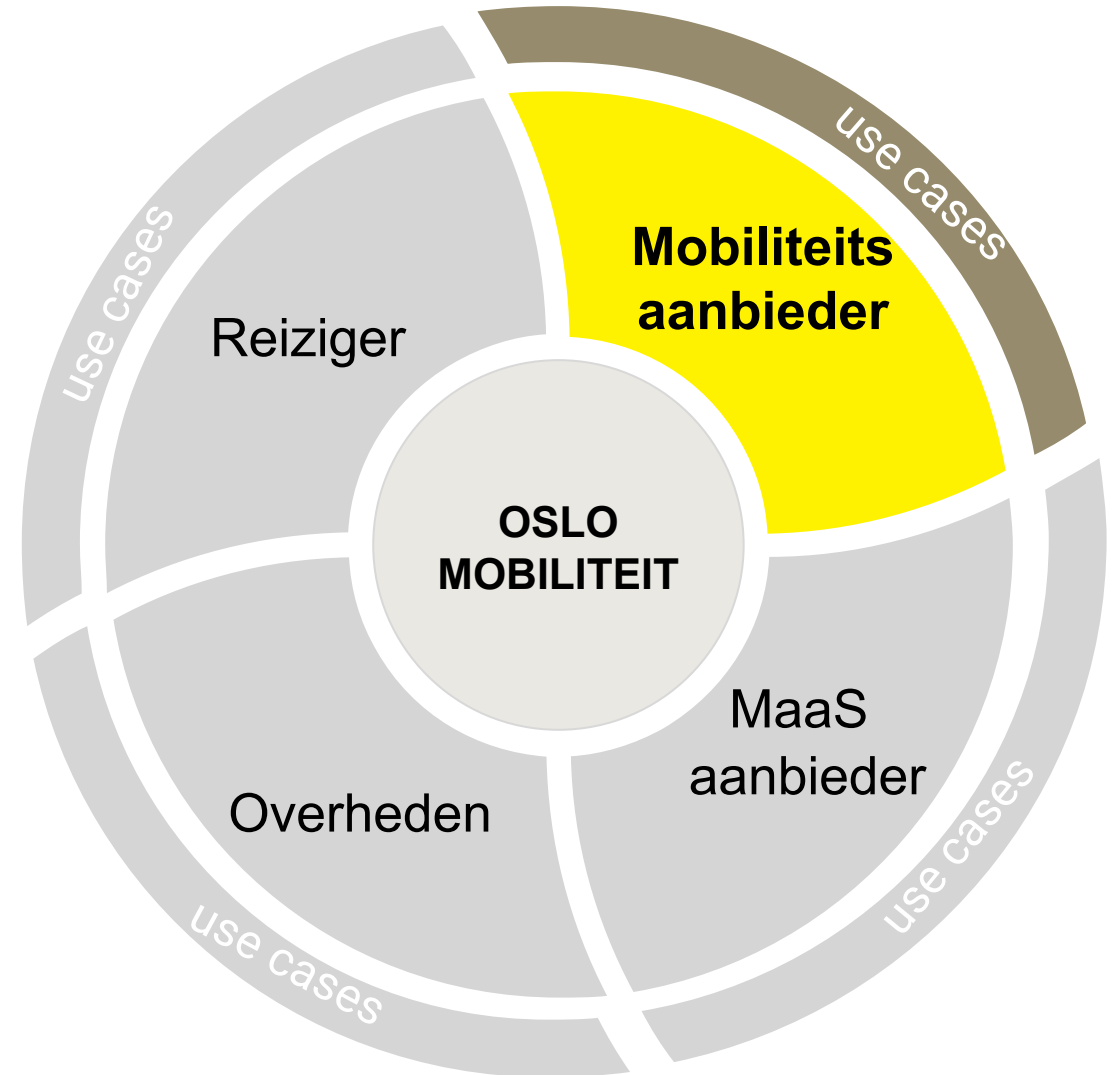 use cases
Mobiliteits
aanbieder
use cases
Reiziger
OSLO
MOBILITEIT
MaaS
aanbieder
use cases
Overheden
use cases